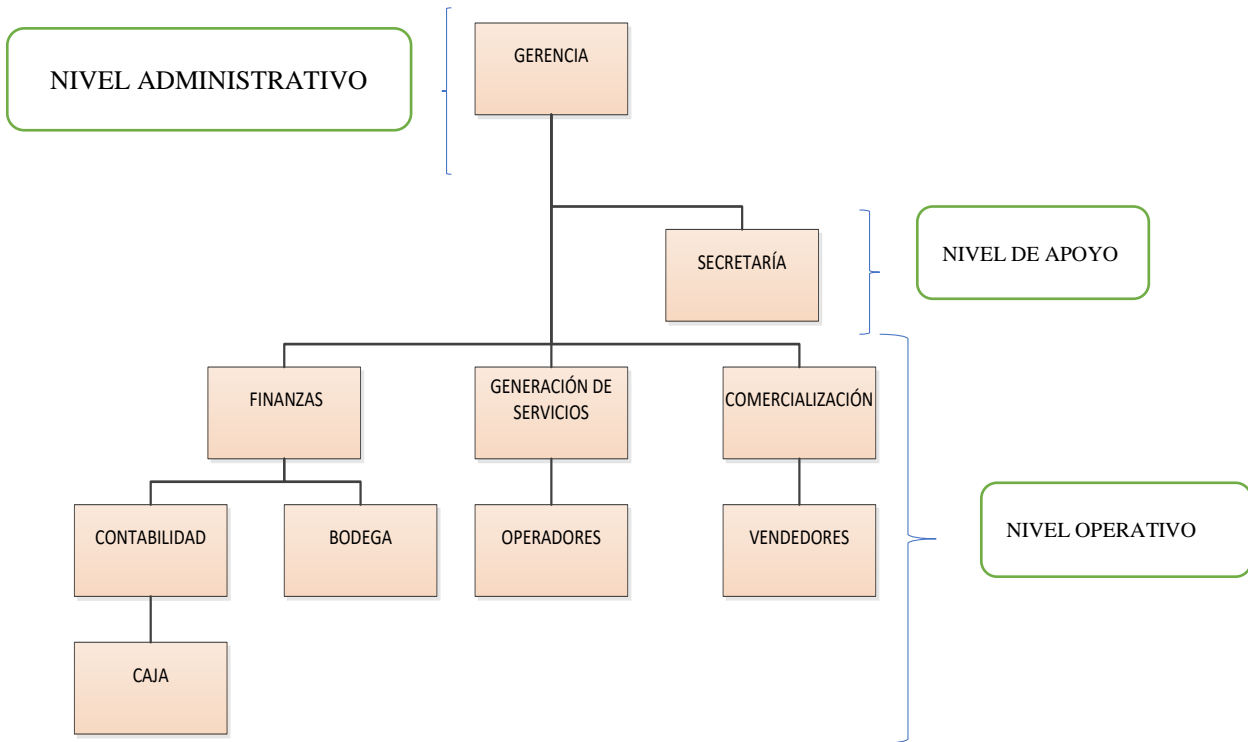 GERENCIA
NIVEL ADMINISTRATIVO
SECRETARÍA
NIVEL DE APOYO
FINANZAS
GENERACIÓN DE
SERVICIOS
COMERCIALIZACIÓN
CONTABILIDAD
BODEGA
OPERADORES
VENDEDORES
NIVEL OPERATIVO
CAJA